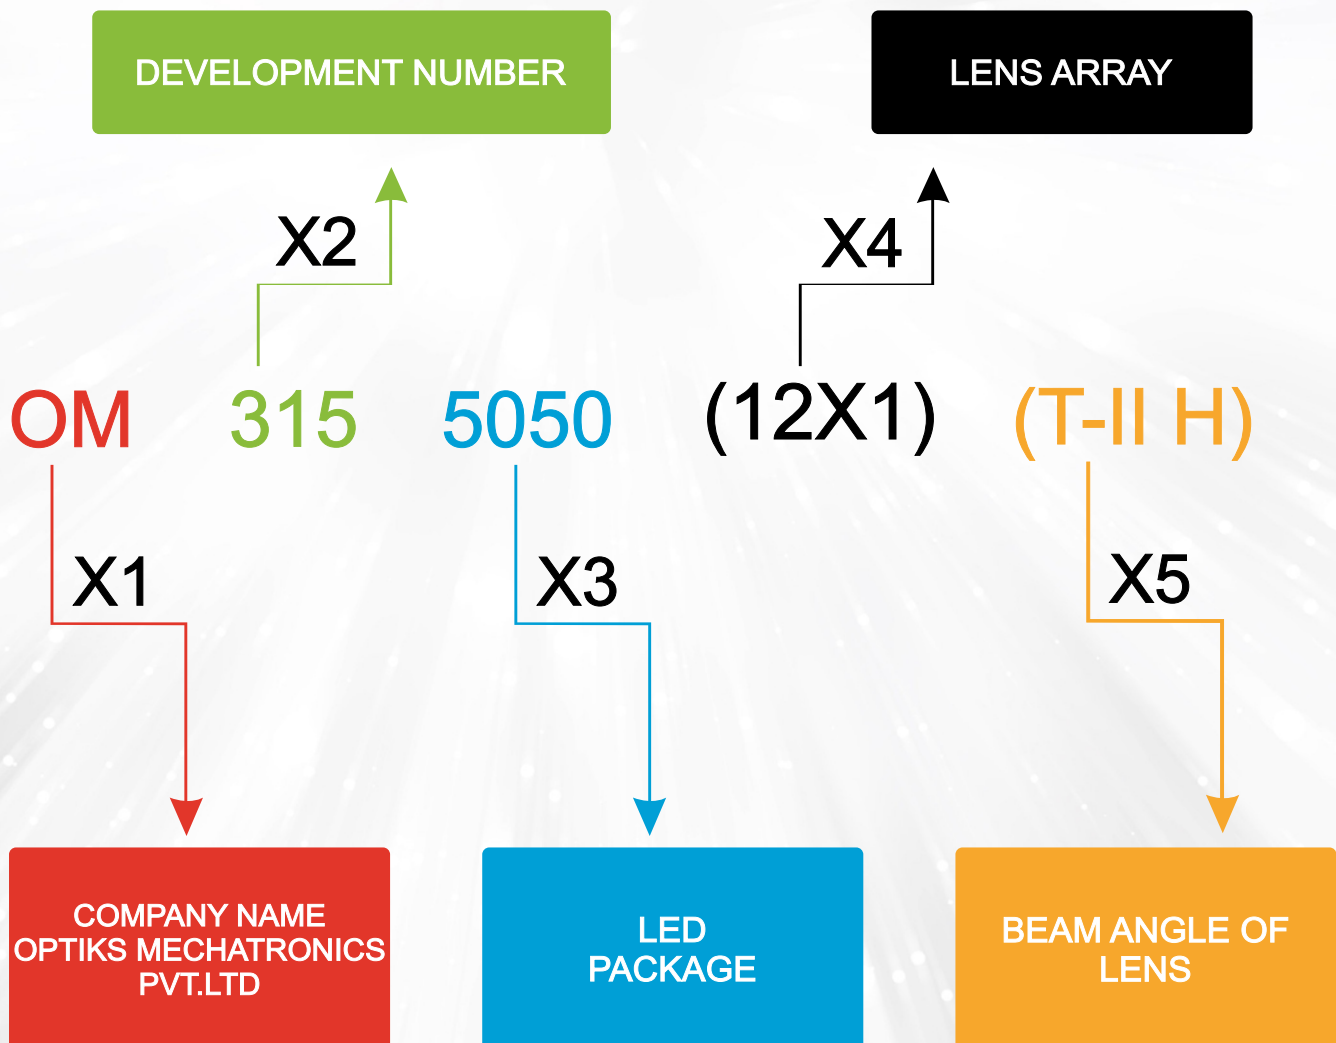 DEVELOPMENT NUMBER
LENS ARRAY
X2
X4
OM 315 5050 (12X1) (T-II H)
X1
X3
X5
COMPANY NAME
OPTIKS MECHATRONICS
PVT.LTD
LED
PACKAGE
BEAM ANGLE OF
LENS